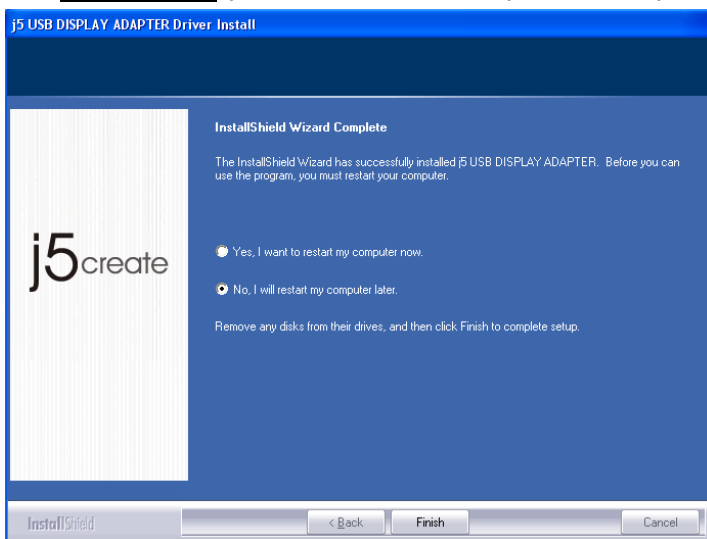 j5 USB DISPLAY ADAPTER Driver Install
InstallShield Wizard Complete
The InstallShield Wizard has successfully installed j5 USB DISPLAY ADAPTER. Before you can
use the program, you must restart your computer.
j5create
Yes, I want to restart my computer now.
No, I will restart my computer later.
Remove any disks from their drives, and then click Finish to complete setup.
InstallShield
< Back
Finish
Cancel